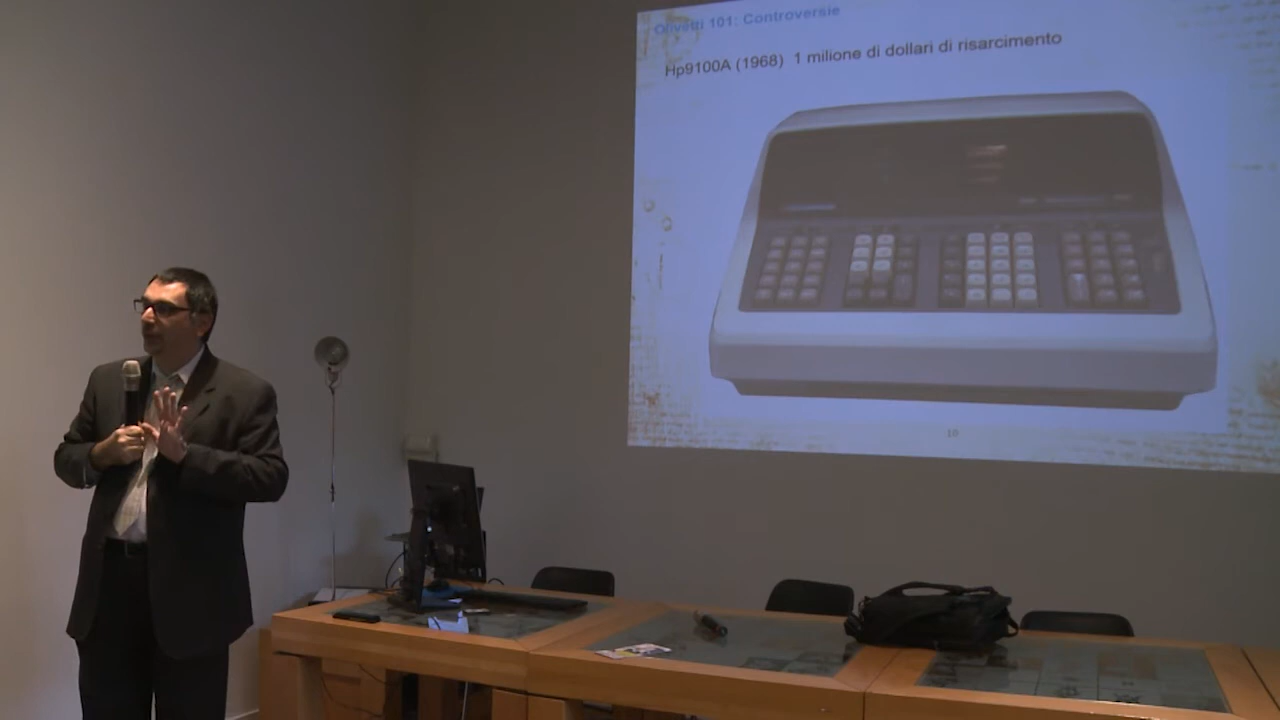 Olivetti 101: Controversie
Hp9100A (1968) 1 milione di dollari di risarcimento
10